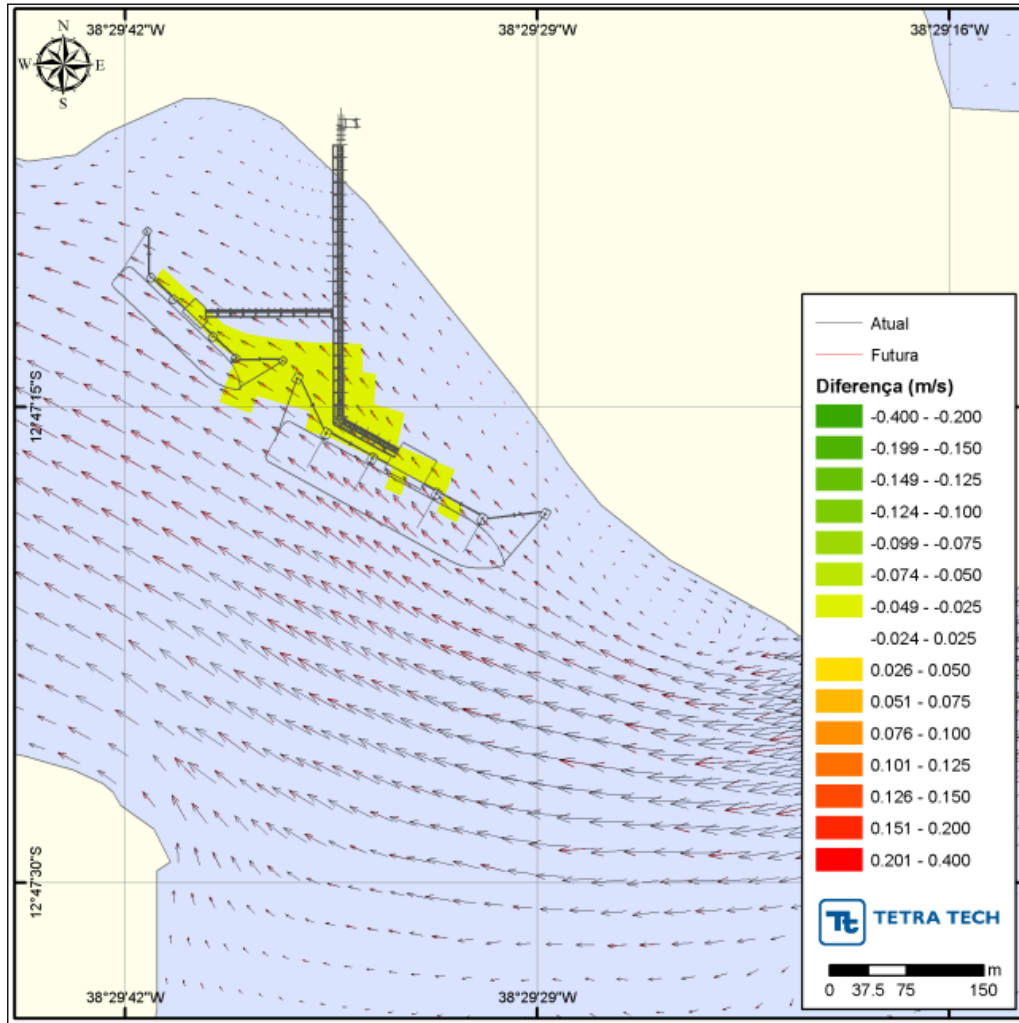 38°29'42"W 38°29'29"W 38°29'16"W
N
W E
S
12°47'15"S
12°47'30"S
Atual
Futura
Diferença (m/s)
-0.400 - -0.200
-0.199 - -0.150
-0.149 - -0.125
-0.124 - -0.100
-0.099 - -0.075
-0.074 - -0.050
-0.049 - -0.025
-0.024 - 0.025
0.026 - 0.050
0.051 - 0.075
0.076 - 0.100
0.101 - 0.125
0.126 - 0.150
0.151 - 0.200
0.201 - 0.400
Tt TETRA TECH
m
0 37.5 75 150
38°29'42"W 38°29'29"W